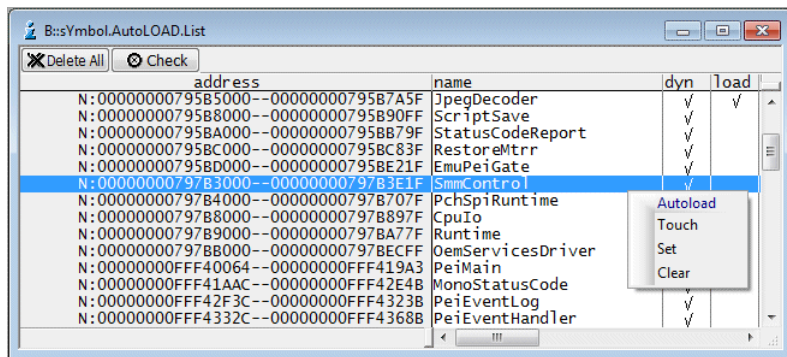 B::sYmbol.AutoLOAD.List
Delete All Check
address name dyn load
N:00000000795B5000--00000000795B7A5F JpegDecoder √ √
N:00000000795B8000--00000000795B90FF ScriptSave √
N:00000000795BA000--00000000795BB79F StatusCodeReport √
N:00000000795BC000--00000000795BC83F RestoreMtrr √
N:00000000795BD000--00000000795BE21F EmuPeiGate √
N:00000000797B3000--00000000797B3E1F SmmControl √
N:00000000797B4000--00000000797B707F PchSpiRuntime
N:00000000797B8000--00000000797B897F CpuIo
N:00000000797B9000--00000000797BA77F Runtime
N:00000000797BB000--00000000797BECFF OemServicesDriver
N:00000000FFF40064--00000000FFF419A3 PeiMain
N:00000000FFF41AAC--00000000FFF42E4B MonoStatusCode √
N:00000000FFF42F3C--00000000FFF4323B PeiEventLog √
N:00000000FFF4332C--00000000FFF4368B PeiEventHandler √
Autoload
Touch
Set
Clear